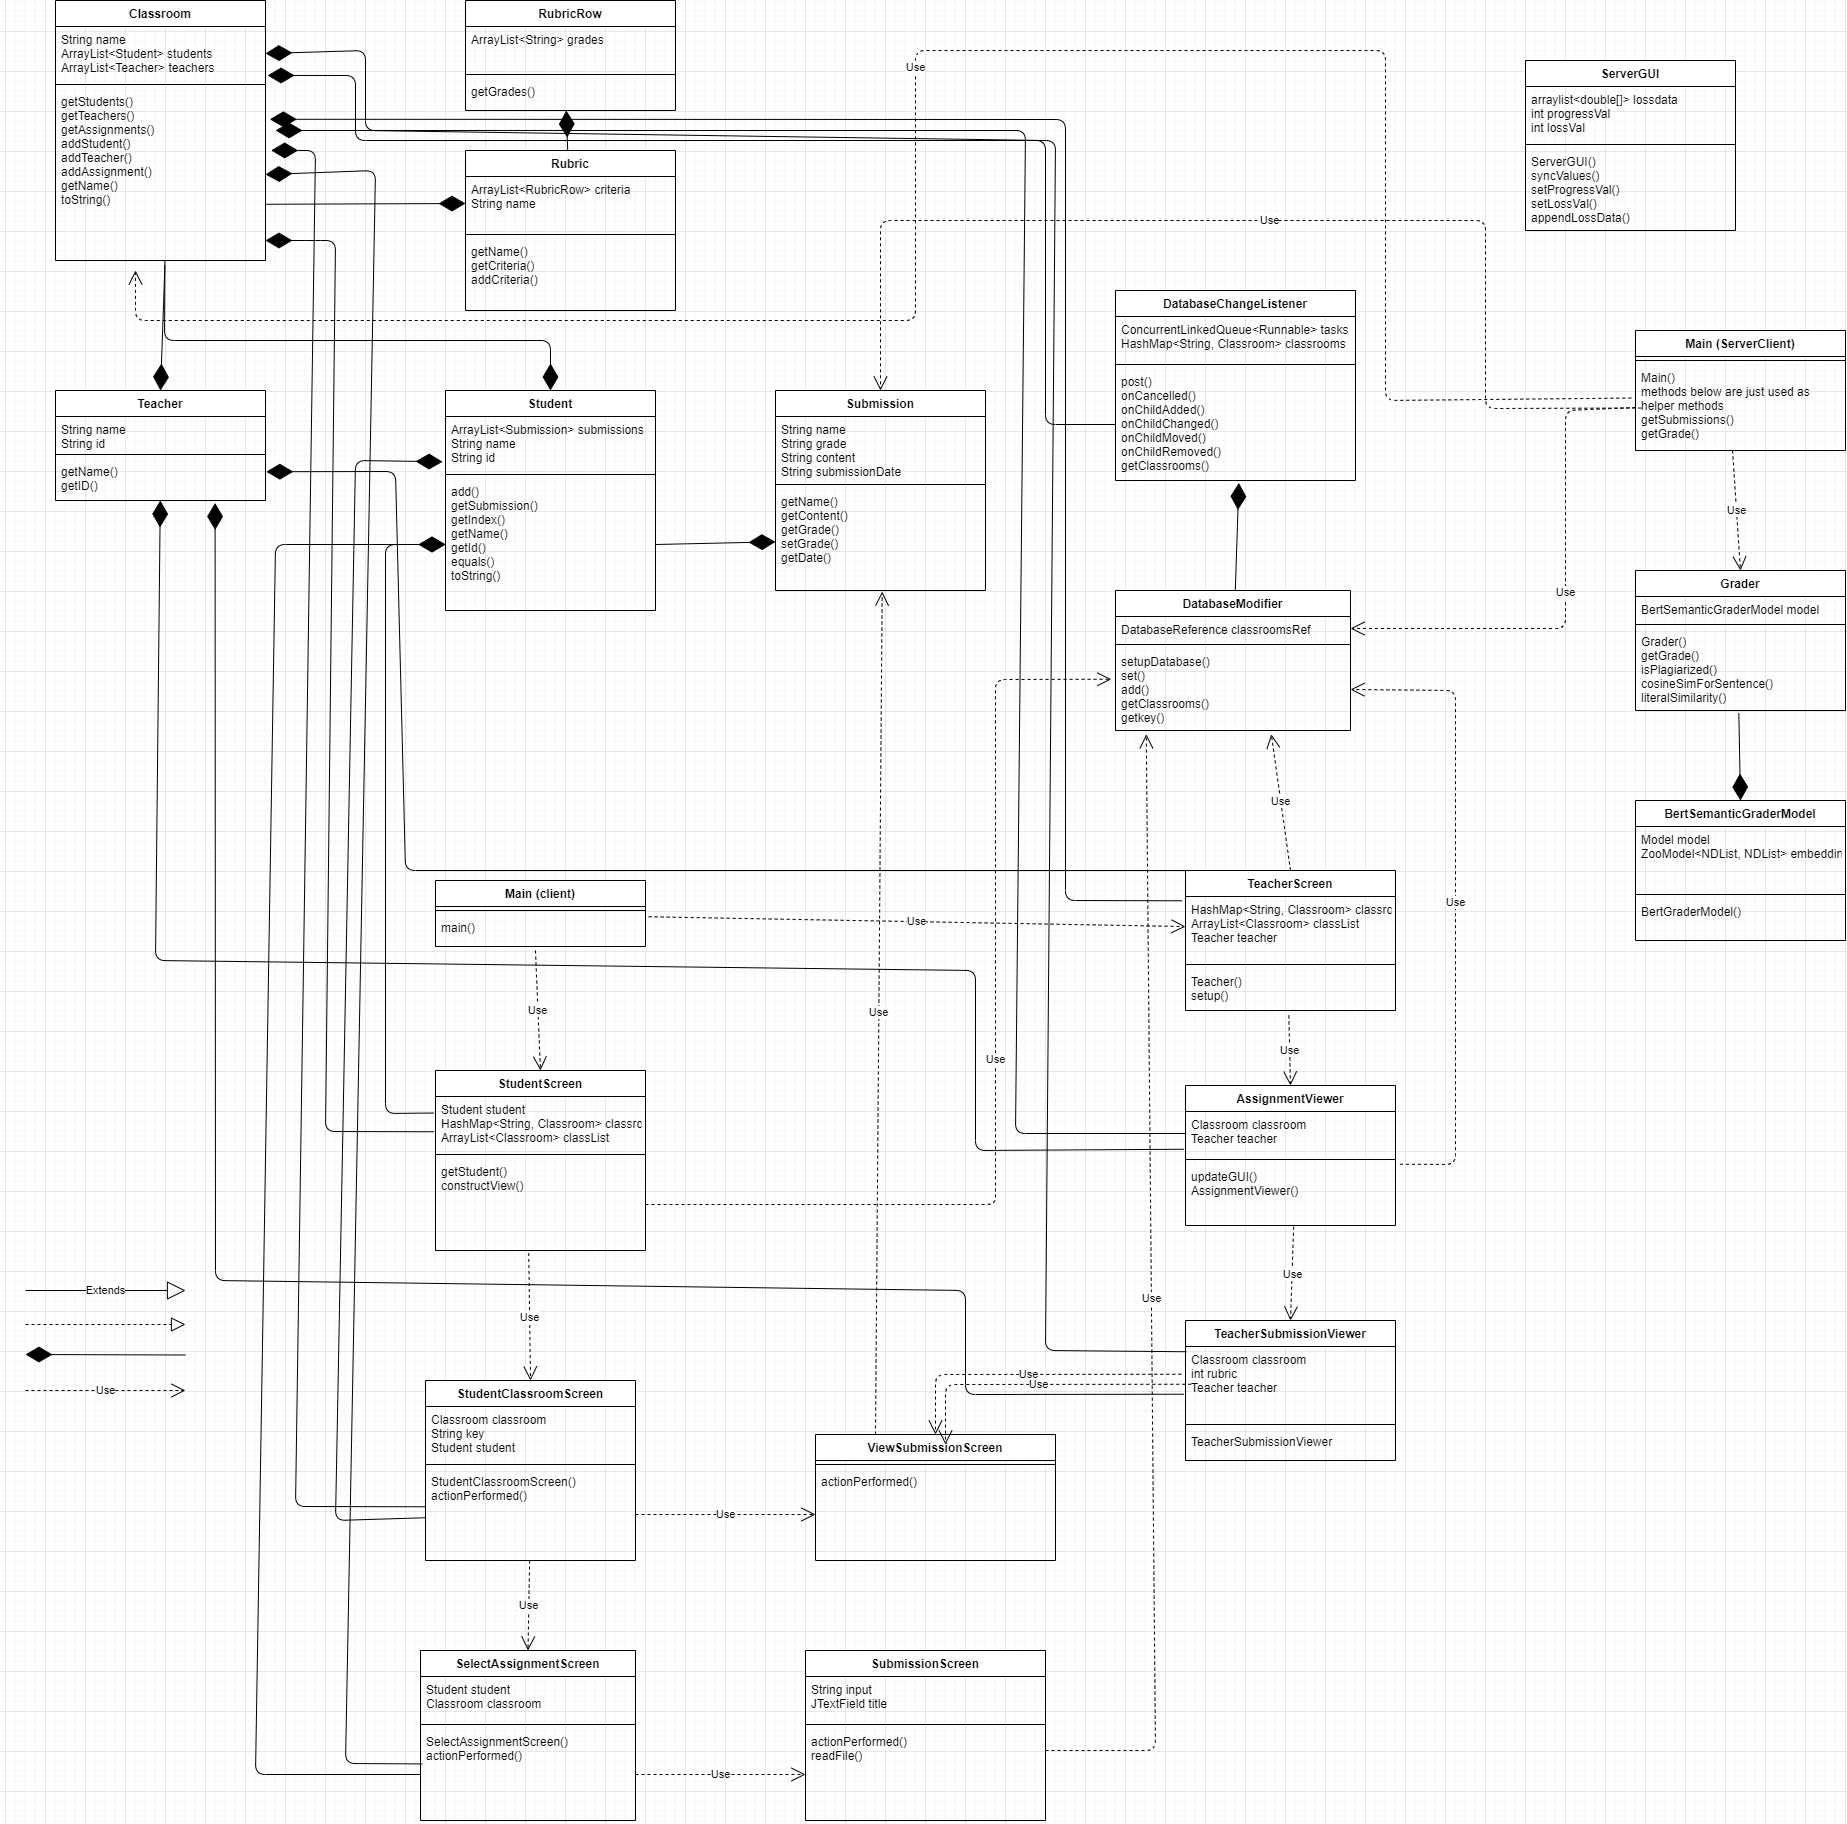 Classroom
String name
ArrayList<Student> students
ArrayList<Teacher> teachers
getStudents()
getTeachers()
getAssignments()
addStudent()
addTeacher()
addAssignment()
getName()
toString()
RubricRow
ArrayList<String> grades
getGrades()
Rubric
ArrayList<RubricRow> criteria
String name
getName()
getCriteria()
addCriteria()
Use
Use
ServerGUI
arraylist<double[]> lossdata
int progressVal
int lossVal
ServerGUI()
syncValues()
setProgressVal()
setLossVal()
appendLossData()
DatabaseChangeListener
ConcurrentLinkedQueue<Runnable> tasks
HashMap<String, Classroom> classrooms
post()
onCancelled()
onChildAdded()
onChildChanged()
onChildMoved()
onChildRemoved()
getClassrooms()
Main (ServerClient)
Main()
methods below are just used as
helper methods
getSubmissions()
getGrade()
Teacher
String name
String id
getName()
getID()
Student
ArrayList<Submission> submissions
String name
String id
add()
getSubmission()
getIndex()
getName()
getId()
equals()
toString()
Submission
String name
String grade
String content
String submissionDate
getName()
getContent()
getGrade()
setGrade()
getDate()
Use
Use
DatabaseModifier
DatabaseReference classroomsRef
setupDatabase()
set()
add()
getClassrooms()
getkey()
Grader
BertSemanticGraderModel model
Grader()
getGrade()
isPlagiarized()
cosineSimForSentence()
literalSimilarity()
Use
BertSemanticGraderModel
Model model
ZooModel<NDList, NDList> embeddin
BertGraderModel()
Main (client)
main()
Use
TeacherScreen
HashMap<String, Classroom> classro
ArrayList<Classroom> classList
Teacher teacher
Teacher()
setup()
Use
Use
Use
Use
Use
StudentScreen
Student student
HashMap<String, Classroom> classro
ArrayList<Classroom> classList
getStudent()
constructView()
AssignmentViewer
Classroom classroom
Teacher teacher
updateGUI()
AssignmentViewer()
Use
Extends
Use
Use
Use
TeacherSubmissionViewer
Classroom classroom
int rubric
Teacher teacher
TeacherSubmissionViewer
Use
Use
StudentClassroomScreen
Classroom classroom
String key
Student student
StudentClassroomScreen()
actionPerformed()
Use
ViewSubmissionScreen
actionPerformed()
Use
SelectAssignmentScreen
Student student
Classroom classroom
SelectAssignmentScreen()
actionPerformed()
Use
SubmissionScreen
String input
JTextField title
actionPerformed()
readFile()